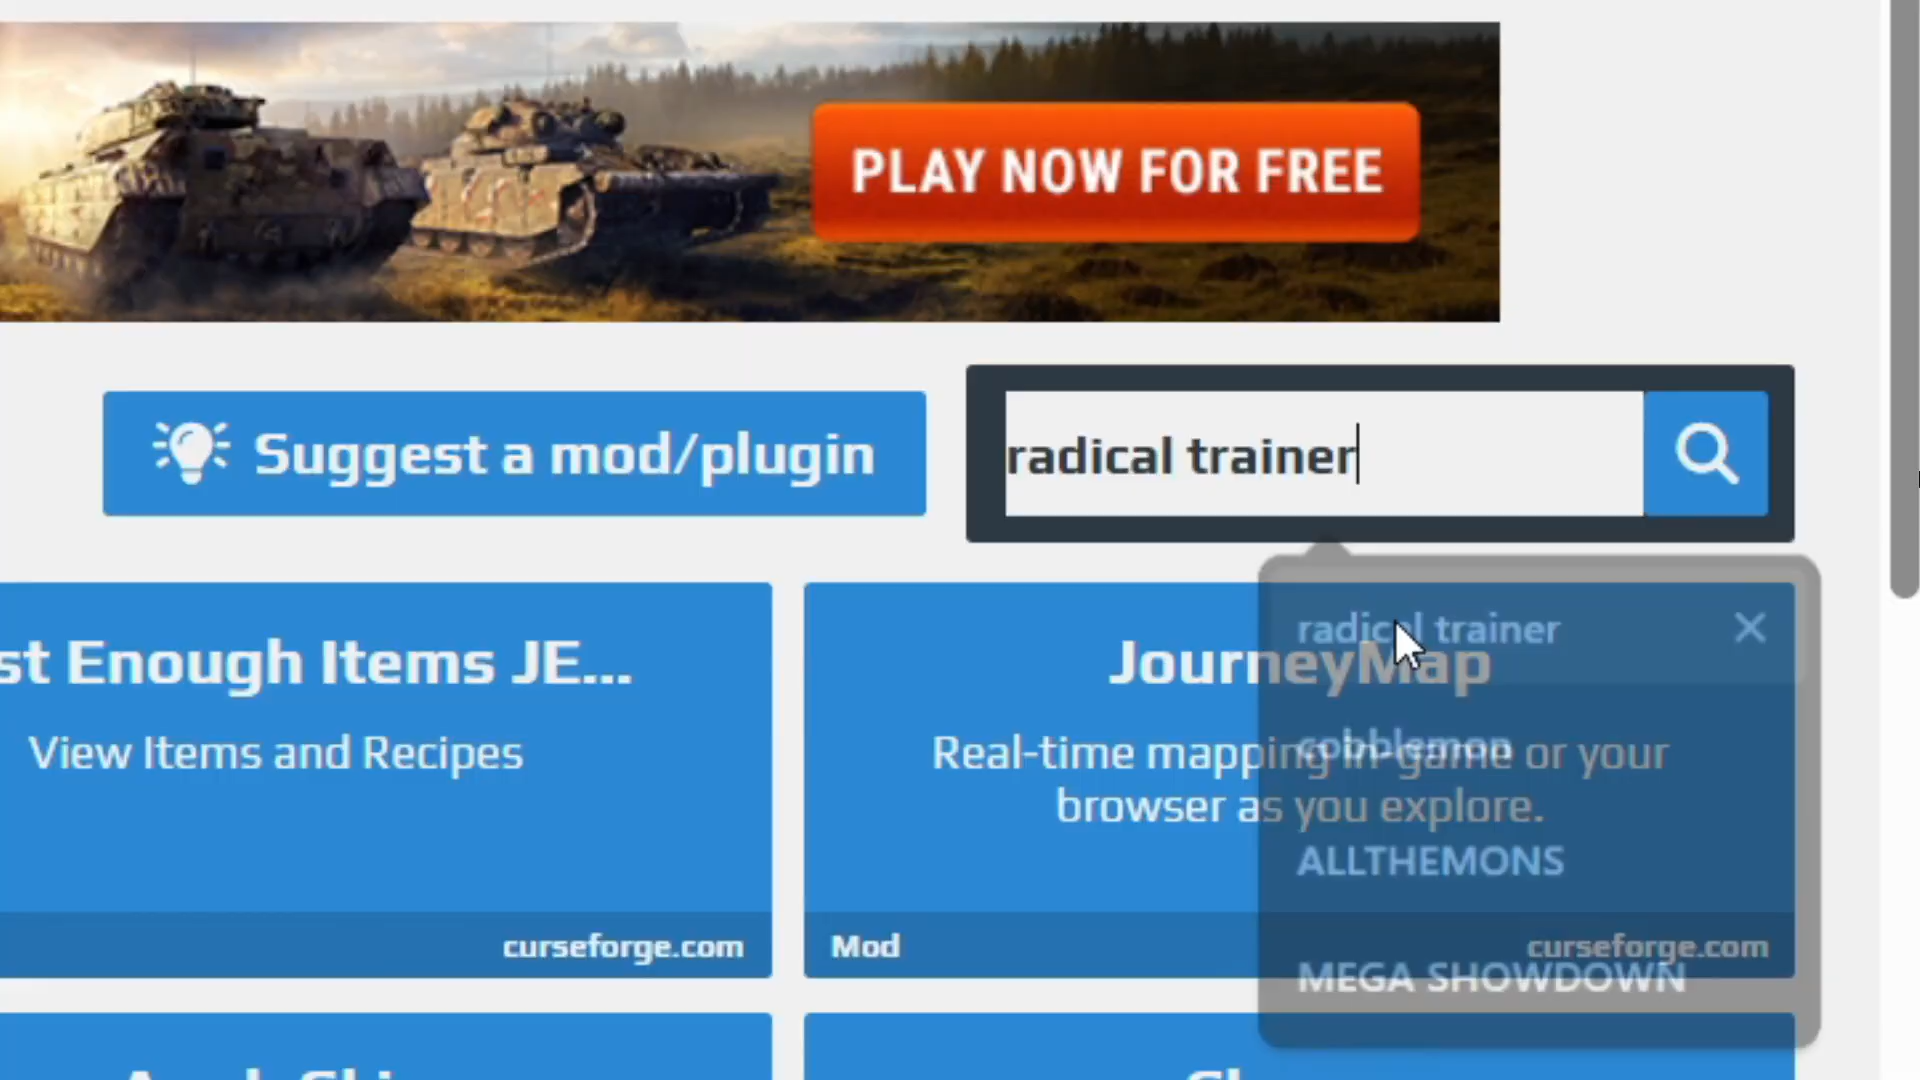 PLAY NOW FOR FREE
Suggest a mod/plugin
radical trainer
st Enough Items JE...
View Items and Recipes
curseforge.com
JourneyMap
Real-time mapping in-game or your
browser as you explore.
Mod
curseforge.com
radical trainer
cobblemon
ALLTHEMONS
MEGA SHOWDOWN